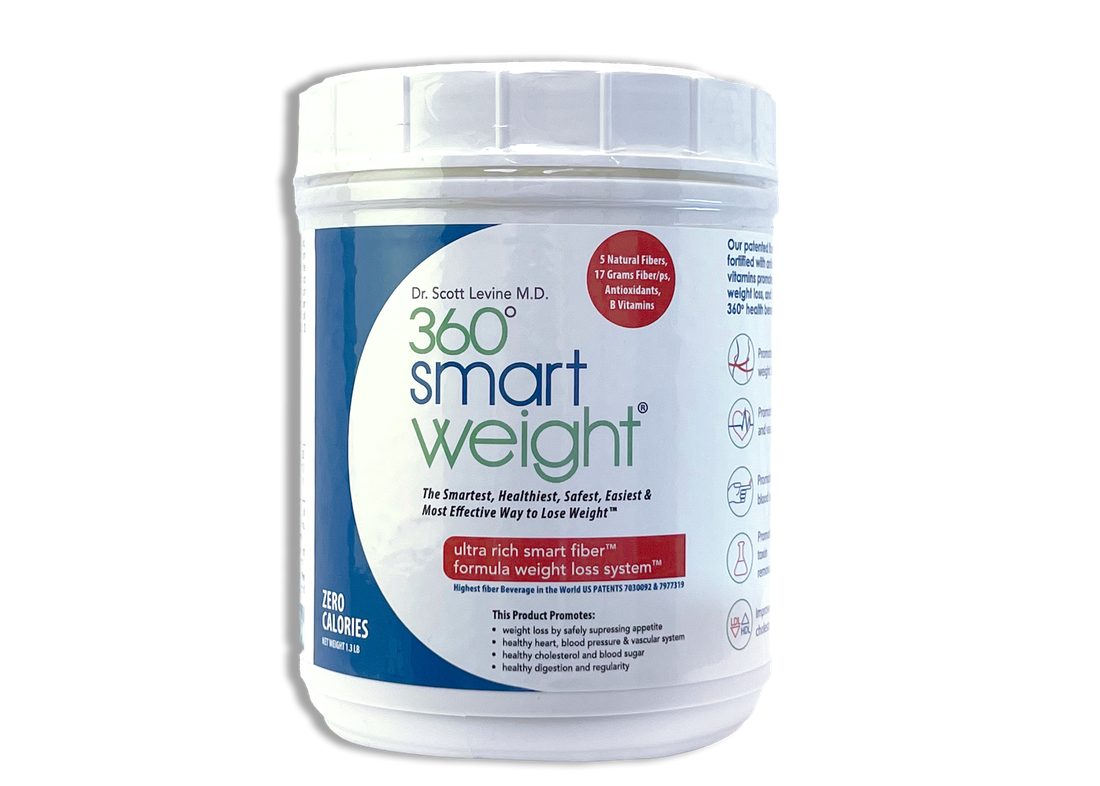 Dr. Scott Levine M.D.
360°
smart
weight®
The Smartest, Healthiest, Safest, Easiest &
Most Effective Way to Lose Weight™
ultra rich smart fiber™
formula weight loss system™
Highest fiber Beverage in the World US PATENTS 7030092 & 7977319
This Product Promotes:
• weight loss by safely supressing appetite
• healthy heart, blood pressure & vascular system
• healthy cholesterol and blood sugar
• healthy digestion and regularity
ZERO
CALORIES
NET WEIGHT 1.3 LB
5 Natural Fibers,
17 Grams Fiber/ps,
Antioxidants,
B Vitamins
Our patented
fortified with
vitamins
weight loss, and
360° health
weight
LDL HDL